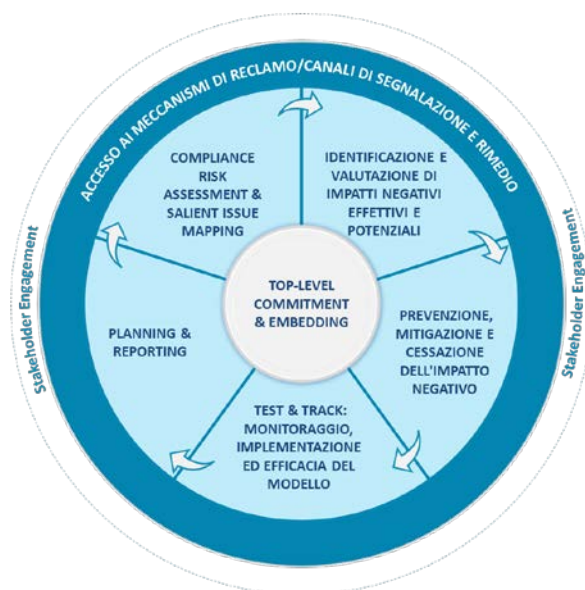 ACCESSO AI MECCANISMI DI RECLAMO/CANALI DI SEGNALAZIONE E RIMEDIO
COMPLIANCE
RISK
ASSESSMENT &
SALIENT ISSUE
MAPPING
IDENTIFICAZIONE E
VALUTAZIONE DI
IMPATTI NEGATIVI
EFFETTIVI E
POTENZIALI
Stakeholder Engagement
TOP-LEVEL
COMMITMENT
& EMBEDDING
Stakeholder Engagement
PLANNING &
REPORTING
PREVENZIONE,
MITIGAZIONE E
CESSAZIONE
DELL'IMPATTO
NEGATIVO
TEST & TRACK:
MONITORAGGIO,
IMPLEMENTAZIONE
ED EFFICACIA DEL
MODELLO